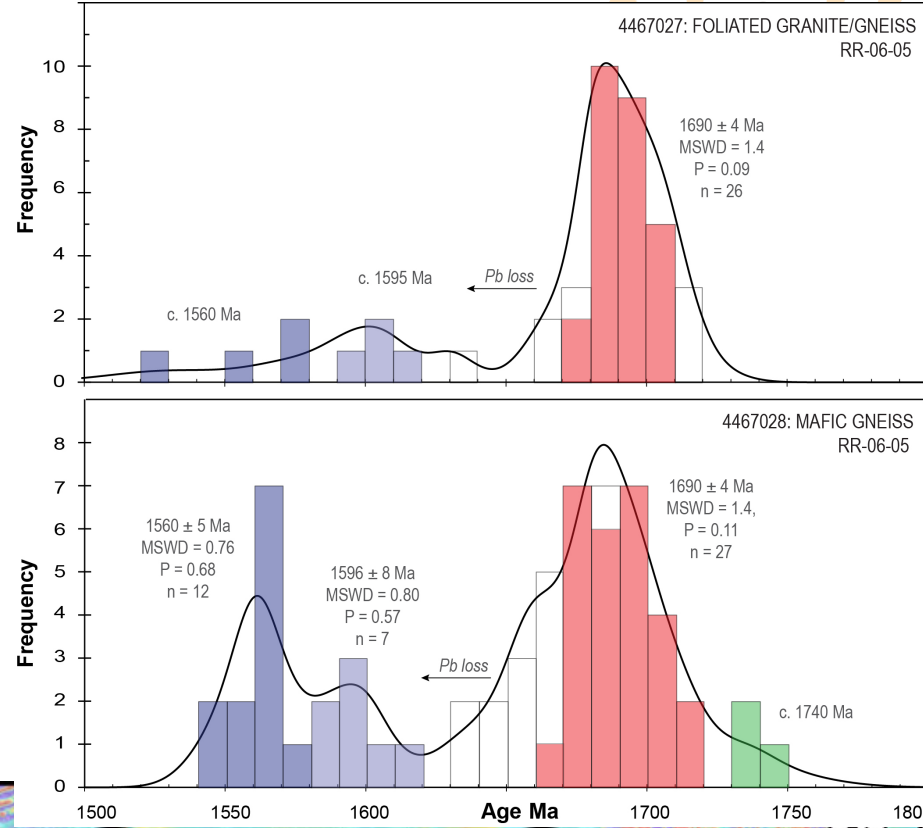 4467027: FOLIATED GRANITE/GNEISS
RR-06-05
10
8
6
4
2
0
Frequency
1690 ± 4 Ma
MSWD = 1.4
P = 0.09
n = 26
Pb loss
c. 1595 Ma
c. 1560 Ma
4467028: MAFIC GNEISS
RR-06-05
8
7
6
5
4
3
2
1
0
Frequency
1690 ± 4 Ma
MSWD = 1.4,
P = 0.11
n = 27
1560 ± 5 Ma
MSWD = 0.76
P = 0.68
n = 12
1596 ± 8 Ma
MSWD = 0.80
P = 0.57
n = 7
Pb loss
c. 1740 Ma
1500 1550 1600 Age Ma 1700 1750 180